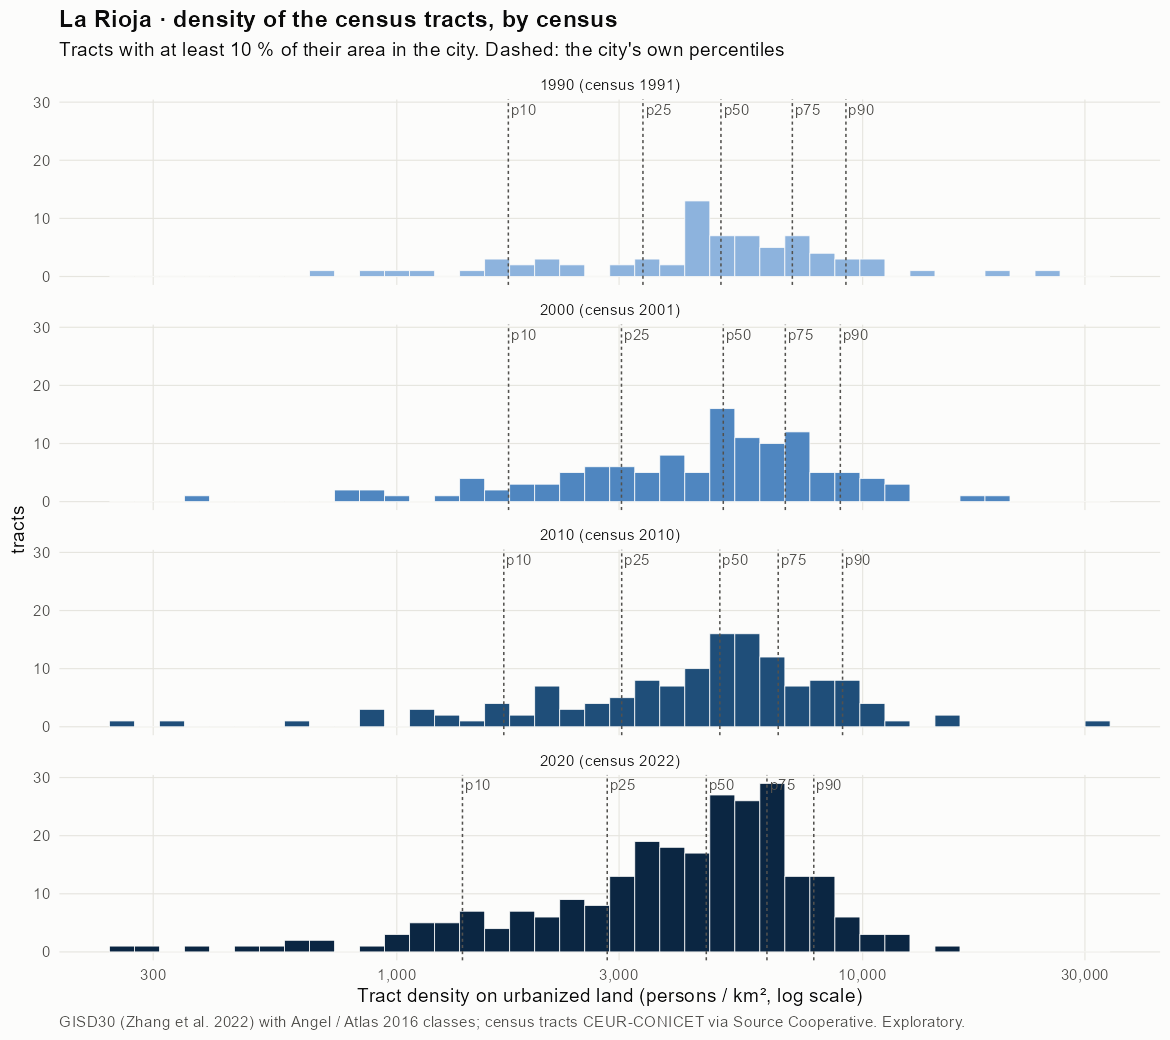 La Rioja · density of the census tracts, by census
Tracts with at least 10 % of their area in the city. Dashed: the city's own percentiles
1990 (census 1991)
30
20
10
0
p10
p25
p50
p75
p90
2000 (census 2001)
30
20
10
0
p10
p25
p50
p75
p90
tracts
2010 (census 2010)
30
20
10
0
p10
p25
p50
p75
p90
2020 (census 2022)
30
20
10
0
p10
p25
p50
p75
p90
300
1,000
3,000
10,000
30,000
Tract density on urbanized land (persons / km², log scale)
GISD30 (Zhang et al. 2022) with Angel / Atlas 2016 classes; census tracts CEUR-CONICET via Source Cooperative. Exploratory.